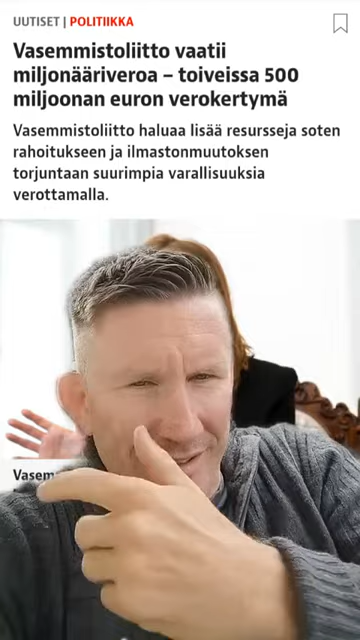 UUTISET | POLITIIKKA
Vasemmistoliitto vaatii
miljonääriveroa – toiveissa 500
miljoonan euron verokertymä
Vasemmistoliitto haluaa lisää resursseja soten
rahoitukseen ja ilmastonmuutoksen
torjuntaan suurimpia varallisuuksia
verottamalla.